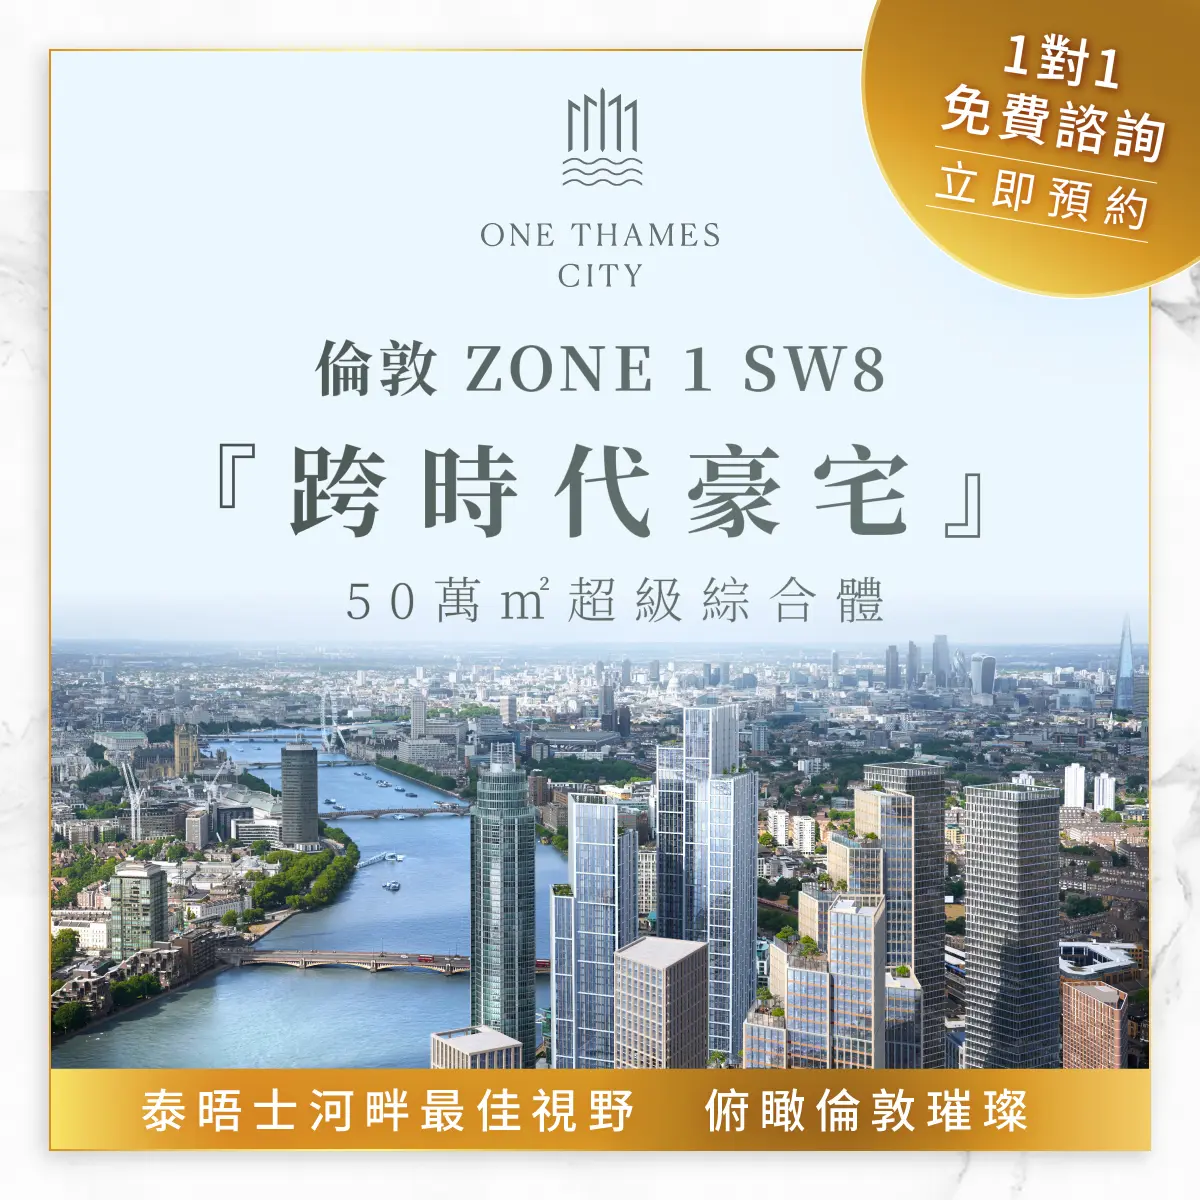 1對1
免費諮詢
立即預約
ONE THAMES
CITY
倫敦 ZONE 1 SW8
『跨時代豪宅』
50萬㎡超級綜合體
泰晤士河畔最佳視野 俯瞰倫敦璀璨